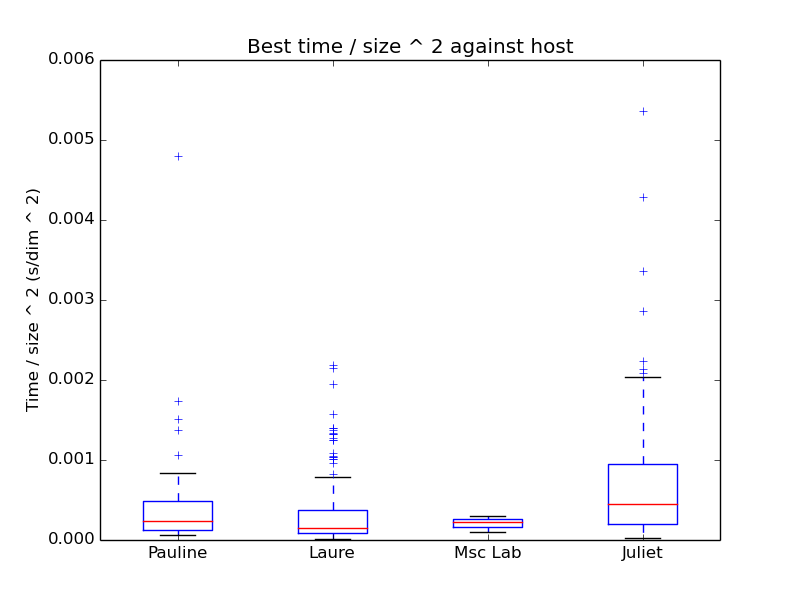 Best time / size ^ 2 against host
0.006
0.005
0.004
0.003
0.002
0.001
0.000
Time / size ^ 2 (s/dim ^ 2)
Pauline
Laure
Msc Lab
Juliet